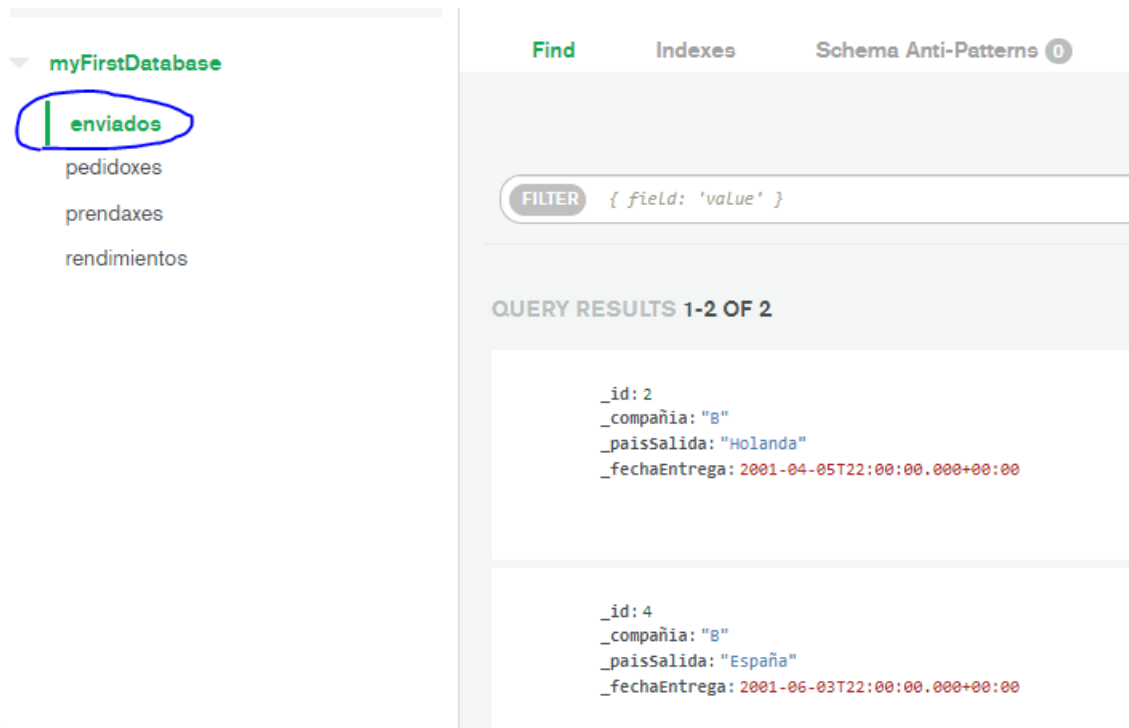 myFirstDatabase
enviados
pedidoxes
prendaxes
rendimientos
Find Indexes Schema Anti-Patterns 0
FILTER { field: 'value' }
QUERY RESULTS 1-2 OF 2
_id: 2
_compañia: "B"
_paisSalida: "Holanda"
_fechaEntrega: 2001-04-05T22:00:00.000+00:00
_id: 4
_compañia: "B"
_paisSalida: "España"
_fechaEntrega: 2001-06-03T22:00:00.000+00:00